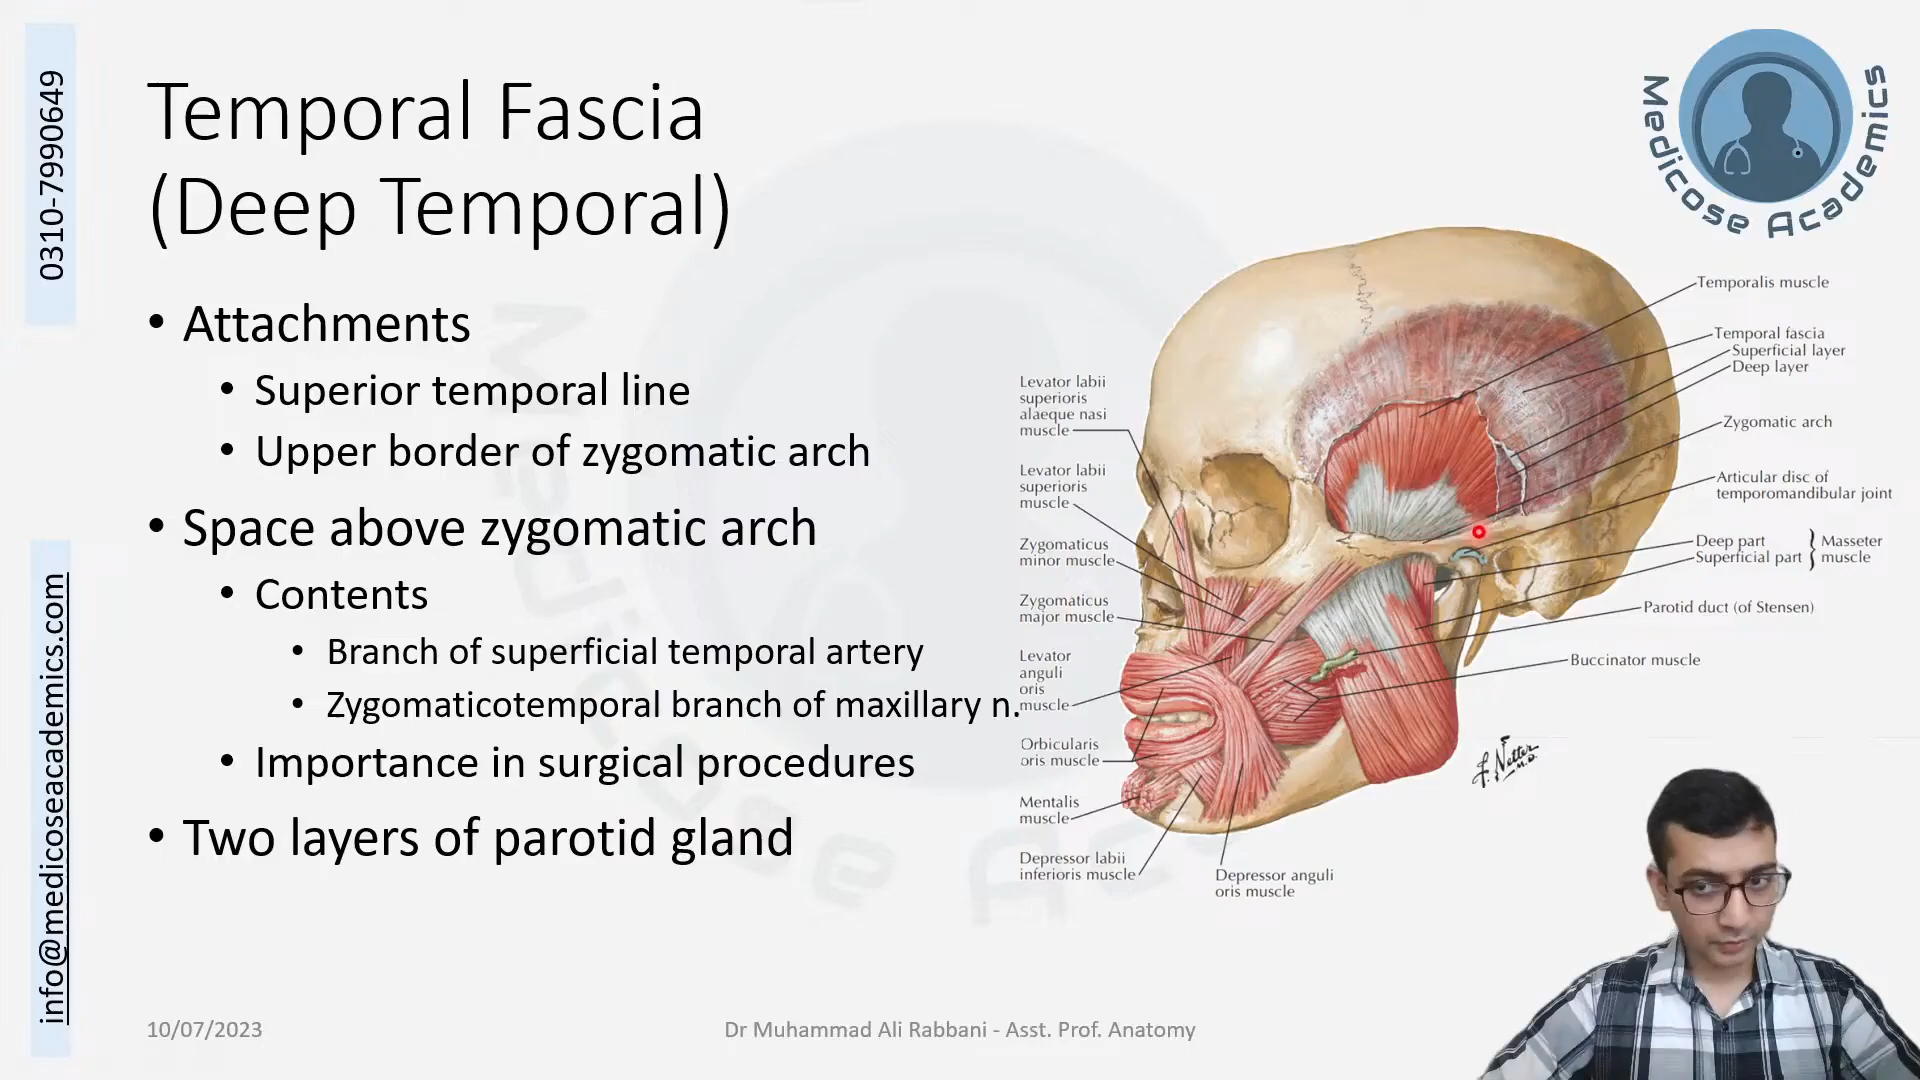 0310-7990649
info@medicoseacademics.com
Temporal Fascia
(Deep Temporal)
• Attachments
• Superior temporal line
• Upper border of zygomatic arch
• Space above zygomatic arch
• Contents
• Branch of superficial temporal artery
• Zygomaticotemporal branch of maxillary n.
• Importance in surgical procedures
• Two layers of parotid gland
Medicose Academics
Levator labii
superioris
alaeque nasi
muscle
Levator labii
superioris
muscle
Zygomaticus
minor muscle
Zygomaticus
major muscle
Levator
anguli
oris
muscle
Orbicularis
oris muscle
Mentalis
muscle
Depressor labii
inferioris muscle
Depressor anguli
oris muscle
Temporalis muscle
Temporal fascia
Superficial layer
Deep layer
Zygomatic arch
Articular disc of
temporomandibular joint
Deep part
Superficial part
Masseter
muscle
Parotid duct (of Stensen)
Buccinator muscle
F. Netter
M.D.
10/07/2023
Dr Muhammad Ali Rabbani - Asst. Prof. Anatomy